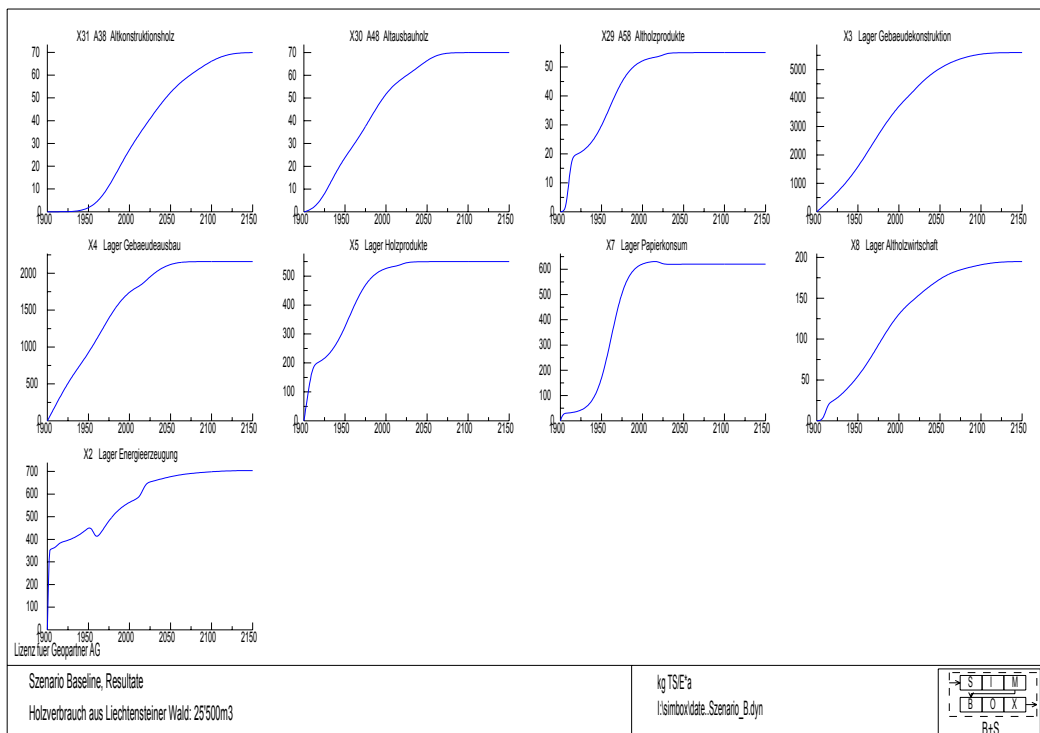 X31 A38 Altkonstruktionsholz
70
60
50
40
30
20
10
0
1900 1950 2000 2050 2100 2150
X30 A48 Altausbauholz
70
60
50
40
30
20
10
0
1900 1950 2000 2050 2100 2150
X29 A58 Altholzprodukte
50
40
30
20
10
0
1900 1950 2000 2050 2100 2150
X3 Lager Gebaeudekonstruktion
5000
4000
3000
2000
1000
0
1900 1950 2000 2050 2100 2150
X4 Lager Gebaeudeausbau
2000
1500
1000
500
0
1900 1950 2000 2050 2100 2150
X5 Lager Holzprodukte
500
400
300
200
100
0
1900 1950 2000 2050 2100 2150
X7 Lager Papierkonsum
600
500
400
300
200
100
0
1900 1950 2000 2050 2100 2150
X8 Lager Altholzwirtschaft
200
150
100
50
0
1900 1950 2000 2050 2100 2150
X2 Lager Energieerzeugung
700
600
500
400
300
200
100
0
1900 1950 2000 2050 2100 2150
Lizenz fuer Geopartner AG
Szenario Baseline, Resultate
Holzverbrauch aus Liechtensteiner Wald: 25'500m3
kg TS/E*a
I:\simbox\date..Szenario_B.dyn
S I M
B O X
B+S